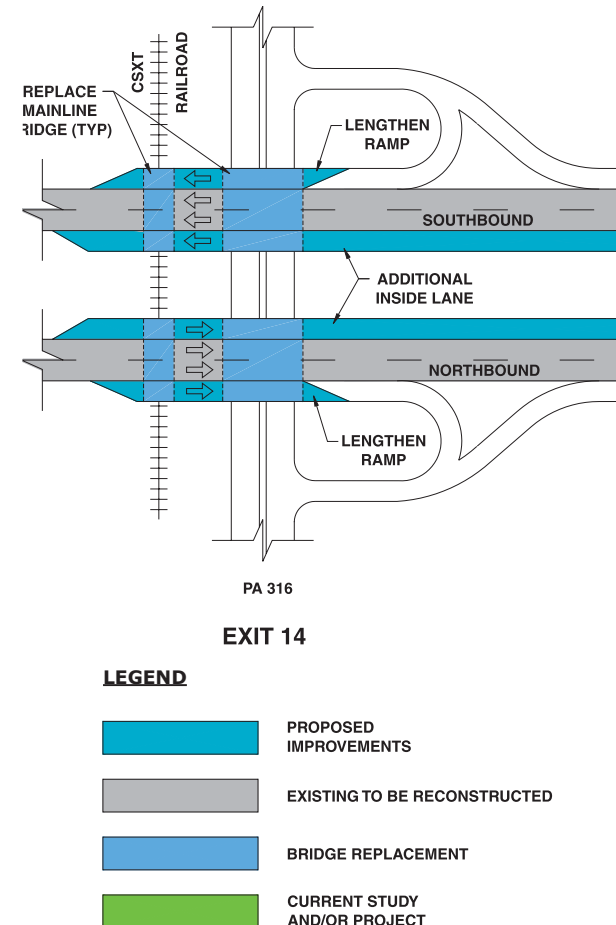 CSXT
RAILROAD
REPLACE
MAINLINE
RIDGE (TYP)
LENGTHEN
RAMP
SOUTHBOUND
ADDITIONAL
INSIDE LANE
NORTHBOUND
LENGTHEN
RAMP
PA 316
EXIT 14
LEGEND
PROPOSED
IMPROVEMENTS
EXISTING TO BE RECONSTRUCTED
BRIDGE REPLACEMENT
CURRENT STUDY
AND/OR PROJECT